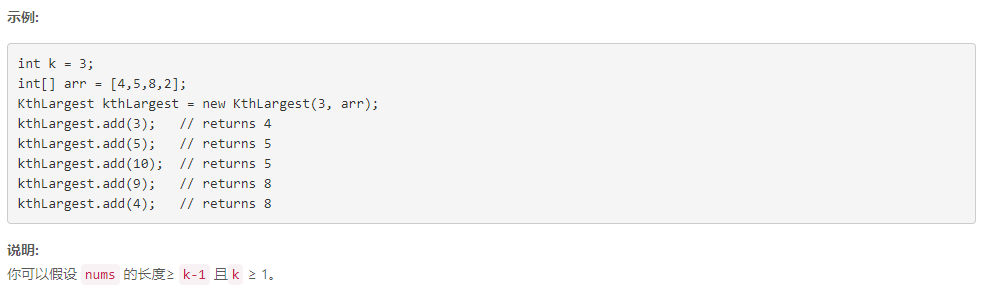 示例:
int k = 3;
int[] arr = [4,5,8,2];
KthLargest kthLargest = new KthLargest(3, arr);
kthLargest.add(3);   // returns 4
kthLargest.add(5);   // returns 5
kthLargest.add(10);  // returns 5
kthLargest.add(9);   // returns 8
kthLargest.add(4);   // returns 8
说明:
你可以假设 nums 的长度≥ k-1 且 k ≥ 1。